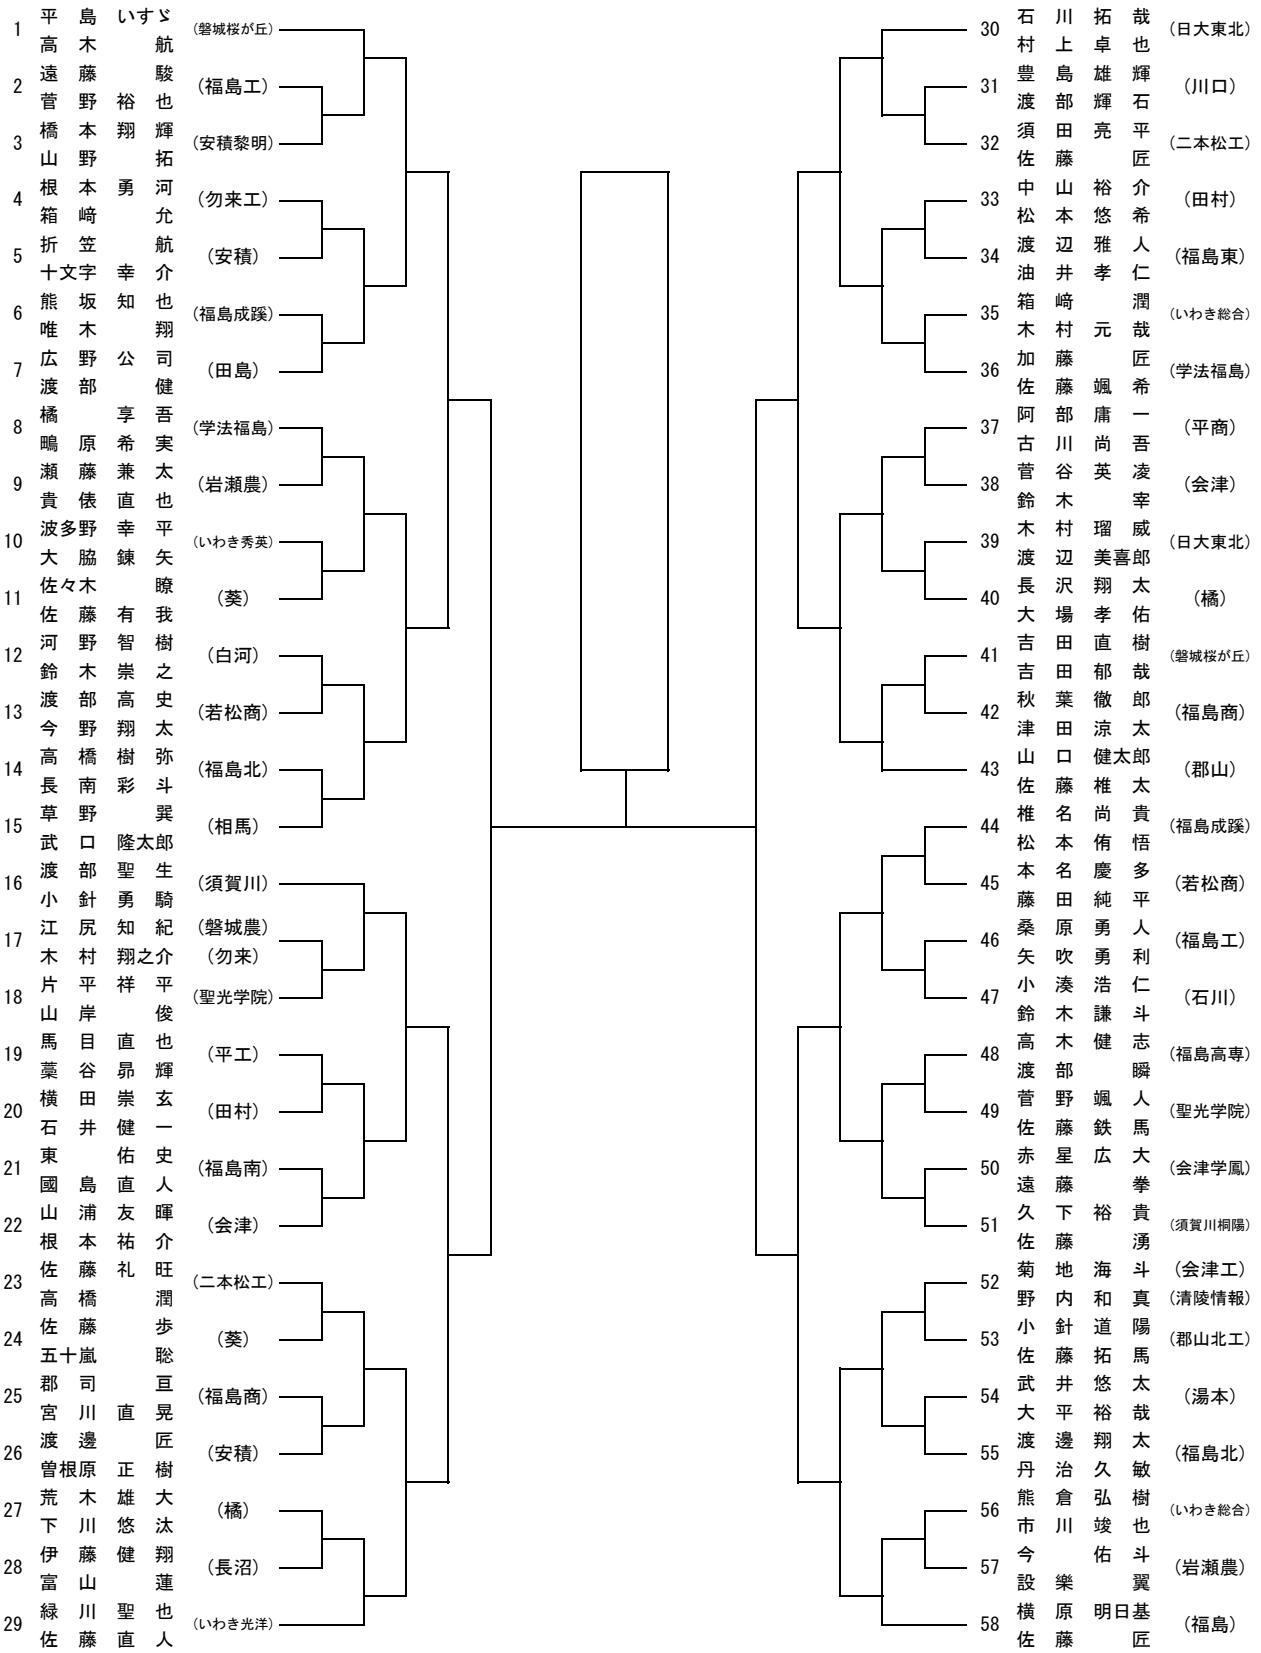 1 平島いすゞ (磐城桜が丘)
高木航
2 遠藤駿 (福島工)
菅野裕也
3 橋本翔輝 (安積黎明)
山野拓
4 根本勇河 (勿来工)
箱﨑允
5 折笠航 (安積)
十文字幸介
6 熊坂知也 (福島成蹊)
唯木翔
7 広野公司 (田島)
渡部健
8 橘享吾 (学法福島)
鴫原希実
9 瀬藤兼太 (岩瀬農)
貴俵直也
10 波多野幸平 (いわき秀英)
大脇錬矢
11 佐々木瞭 (葵)
佐藤有我
12 河野智樹 (白河)
鈴木崇之
13 渡部高史 (若松商)
今野翔太
14 高橋樹弥 (福島北)
長南彩斗
15 草野巽 (相馬)
武口隆太郎
16 渡部聖生 (須賀川)
小針勇騎
17 江尻知紀 (磐城農)
木村翔之介 (勿来)
18 片平祥平 (聖光学院)
山岸俊
19 馬目直也 (平工)
藁谷昴輝
20 横田崇玄 (田村)
石井健一
21 東佑史 (福島南)
國島直人
22 山浦友暉 (会津)
根本祐介
23 佐藤礼旺 (二本松工)
高橋潤
24 佐藤歩 (葵)
五十嵐聡
25 郡司亘 (福島商)
宮川直晃
26 渡邊匠 (安積)
曽根原正樹
27 荒木雄大 (橘)
下川悠汰
28 伊藤健翔 (長沼)
富山蓮
29 緑川聖也 (いわき光洋)
佐藤直人
30 石川拓哉 (日大東北)
村上卓也
31 豊島雄輝 (川口)
渡部輝石
32 須田亮平 (二本松工)
佐藤匠
33 中山裕介 (田村)
松本悠希
34 渡辺雅人 (福島東)
油井孝仁
35 箱﨑潤 (いわき総合)
木村元哉
36 加藤匠 (学法福島)
佐藤颯希
37 阿部庸一 (平商)
古川尚吾
38 菅谷英凌 (会津)
鈴木宰
39 木村瑠威 (日大東北)
渡辺美喜郎
40 長沢翔太 (橘)
大場孝佑
41 吉田直樹 (磐城桜が丘)
吉田郁哉
42 秋葉徹郎 (福島商)
津田涼太
43 山口健太郎 (郡山)
佐藤椎太
44 椎名尚貴 (福島成蹊)
松本侑悟
45 本名慶多 (若松商)
藤田純平
46 桑原勇人 (福島工)
矢吹勇利
47 小湊浩仁 (石川)
鈴木謙斗
48 高木健志 (福島高専)
渡部瞬
49 菅野颯人 (聖光学院)
佐藤鉄馬
50 赤星広大 (会津学鳳)
遠藤拳
51 久下裕貴 (須賀川桐陽)
佐藤湧
52 菊地海斗 (会津工)
野内和真 (清陵情報)
53 小針道陽 (郡山北工)
佐藤拓馬
54 武井悠太 (湯本)
大平裕哉
55 渡邊翔太 (福島北)
丹治久敏
56 熊倉弘樹 (いわき総合)
市川竣也
57 今佑斗 (岩瀬農)
設樂翼
58 横原明日基 (福島)
佐藤匠